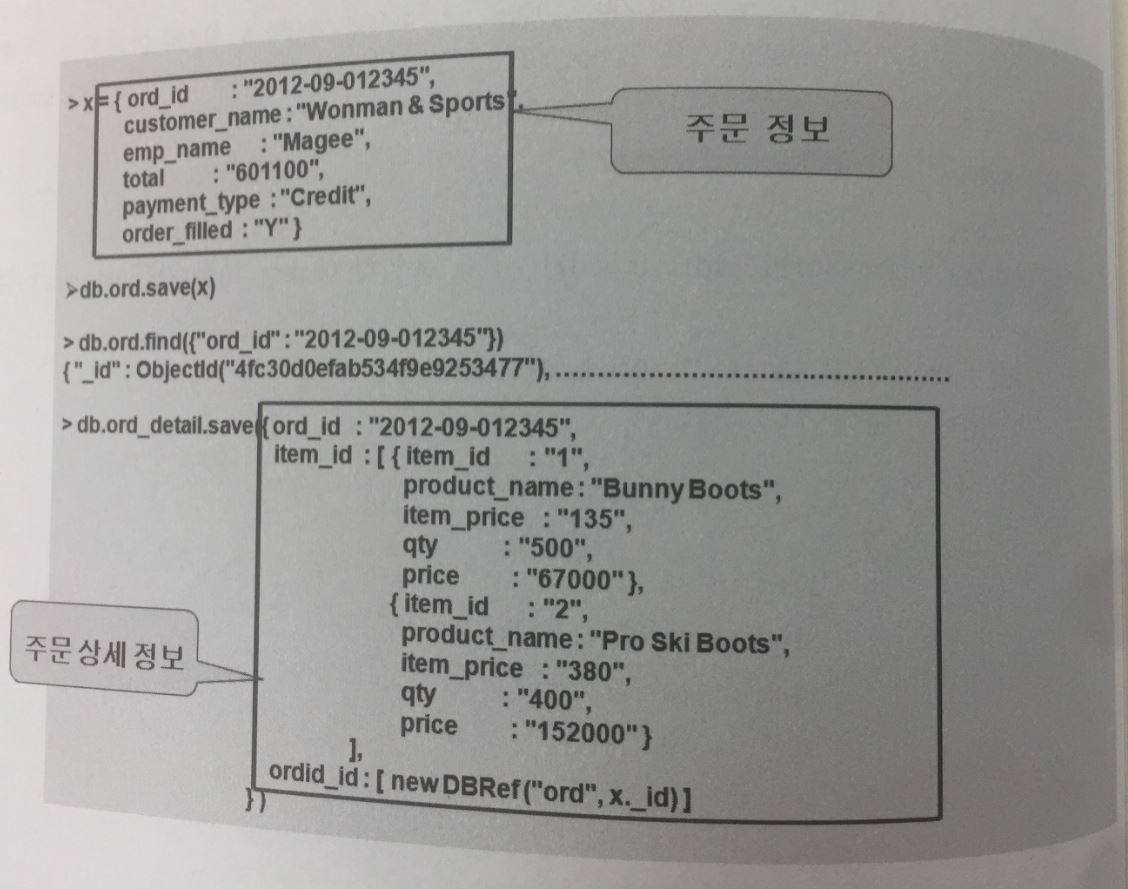 > x = { ord_id : "2012-09-012345",
customer_name : "Wonman & Sports",
emp_name : "Magee",
total : "601100",
payment_type : "Credit",
order_filled : "Y" }
주문 정보
>db.ord.save(x)
> db.ord.find({"ord_id" : "2012-09-012345"})
{ "_id" : ObjectId("4fc30d0efab534f9e9253477"), ..................................................
> db.ord_detail.save({ ord_id : "2012-09-012345",
item_id : [ { item_id : "1",
product_name : "Bunny Boots",
item_price : "135",
qty : "500",
price : "67000" },
{ item_id : "2",
product_name : "Pro Ski Boots",
item_price : "380",
qty : "400",
price : "152000" }
],
ordid_id : [ new DBRef ("ord", x._id) ]
})
주문 상세 정보